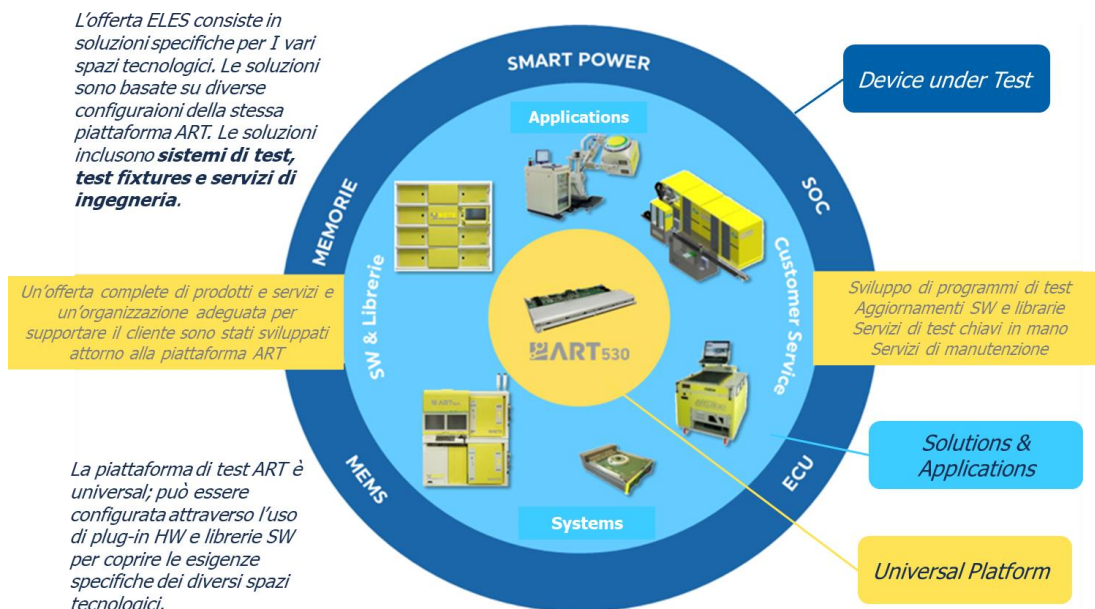 L'offerta ELES consiste in
soluzioni specifiche per I vari
spazi tecnologici. Le soluzioni
sono basate su diverse
configuraioni della stessa
piattaforma ART. Le soluzioni
inclusono sistemi di test,
test fixtures e servizi di
ingegneria.
SMART POWER
Device under Test
Applications
MEMORIE
SOC
SW & Librerie
Customer Service
Un'offerta complete di prodotti e servizi e
un'organizzazione adeguata per
supportare il cliente sono stati sviluppati
attorno alla piattaforma ART
ART530
Sviluppo di programmi di test
Aggiornamenti SW e librarie
Servizi di test chiavi in mano
Servizi di manutenzione
Solutions &
Applications
MEMS
ECU
Systems
La piattaforma di test ART è
universal; può essere
configurata attraverso l'uso
di plug-in HW e librerie SW
per coprire le esigenze
specifiche dei diversi spazi
tecnologici.
Universal Platform